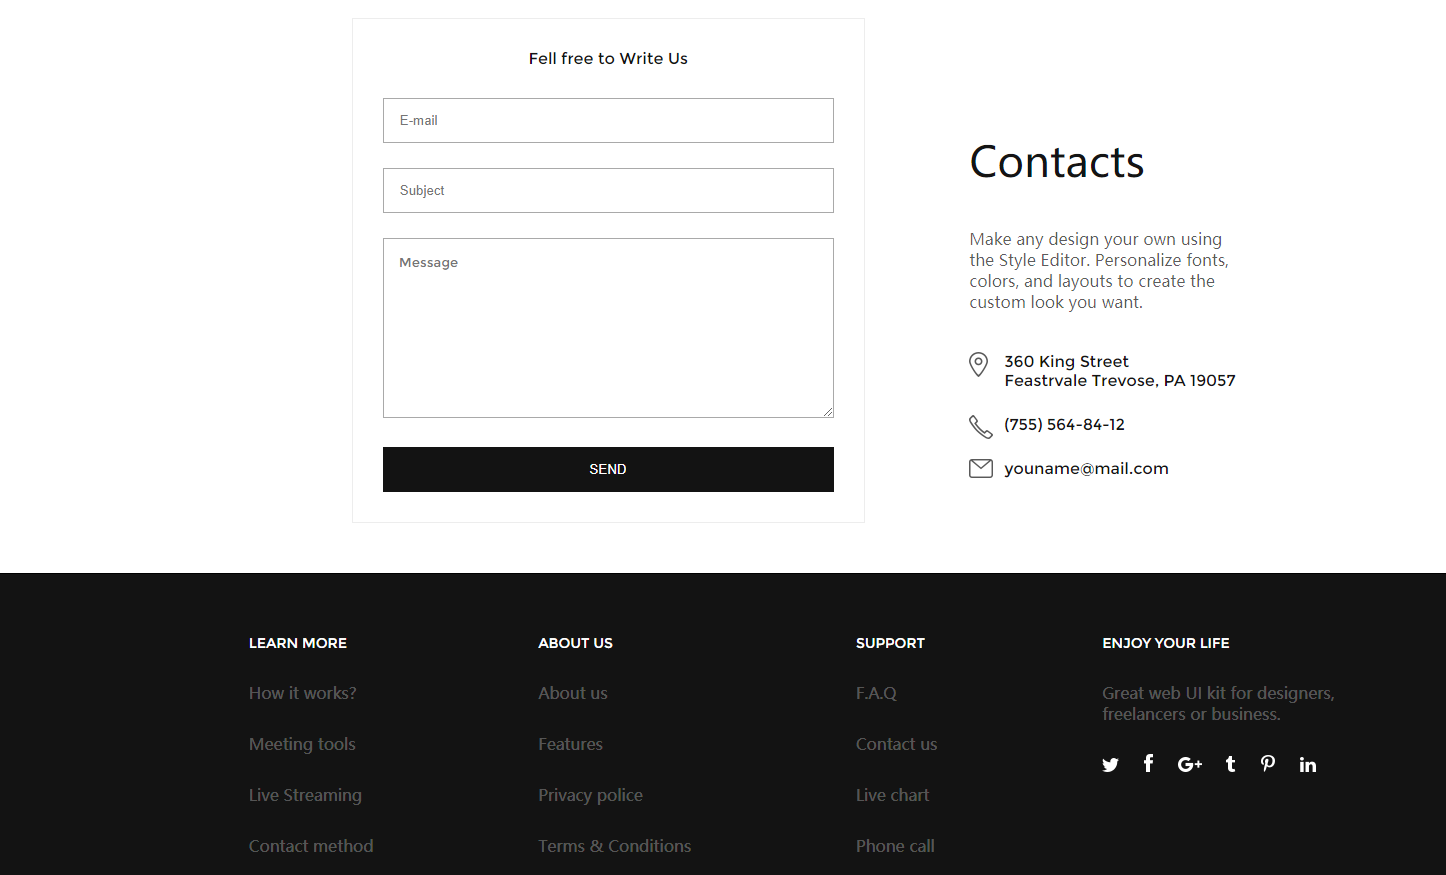 Fell free to Write Us
E-mail
Subject
Message
SEND
Contacts
Make any design your own using
the Style Editor. Personalize fonts,
colors, and layouts to create the
custom look you want.
360 King Street
Feastrvale Trevose, PA 19057
(755) 564-84-12
youname@mail.com
LEARN MORE
How it works?
Meeting tools
Live Streaming
Contact method
ABOUT US
About us
Features
Privacy police
Terms & Conditions
SUPPORT
F.A.Q
Contact us
Live chart
Phone call
ENJOY YOUR LIFE
Great web UI kit for designers,
freelancers or business.